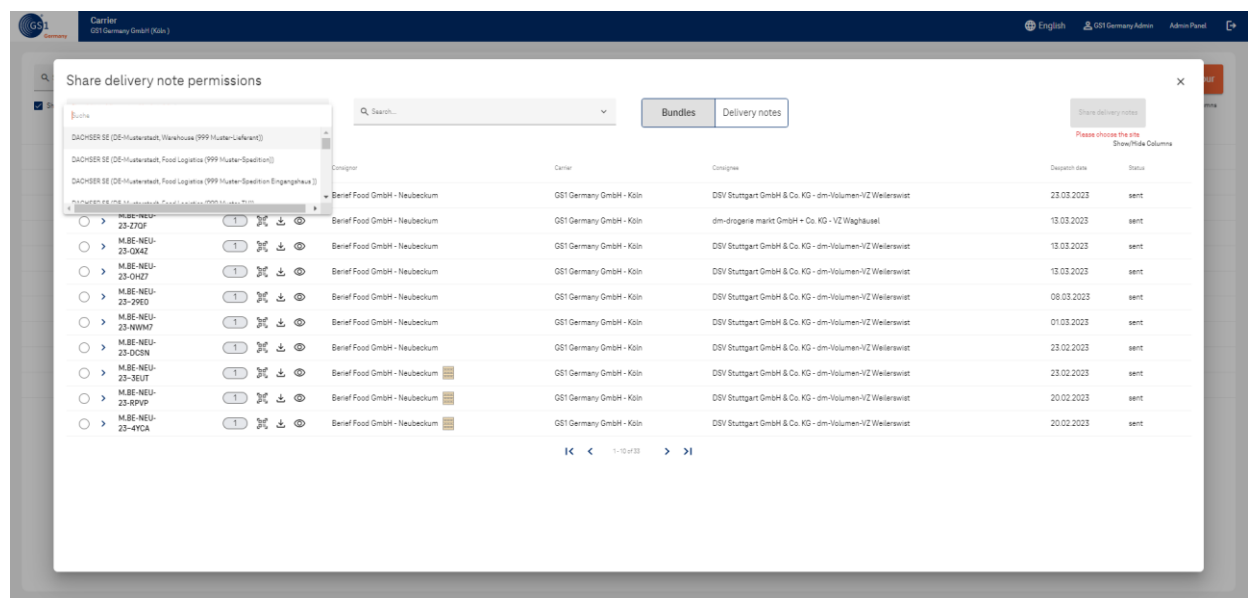 GS1
Germany
Carrier
GS1 Germany GmbH (Köln )
English
GS1 Germany Admin
Admin Panel
Share delivery note permissions
Suche
Search...
Bundles
Delivery notes
Share delivery notes
Please choose the site
Show/Hide Columns
DACHSER SE (DE-Musterstadt, Warehouse (999 Muster-Lieferant))
DACHSER SE (DE-Musterstadt, Food Logistics (999 Muster-Spedition))
DACHSER SE (DE-Musterstadt, Food Logistics (999 Muster-Spedition Eingangshaus ))
DACHSER SE (DE-Musterstadt, Food Logistics (999 Muster
Consignor Carrier Consignee Despatch date Status
Berief Food GmbH - Neubeckum GS1 Germany GmbH - Köln DSV Stuttgart GmbH & Co. KG - dm-Volumen-VZ Weilerswist 23.03.2023 sent
M.BE-NEU-
23-Z7QF 1 Berief Food GmbH - Neubeckum GS1 Germany GmbH - Köln dm-drogerie markt GmbH + Co. KG - VZ Waghäusel 13.03.2023 sent
M.BE-NEU-
23-QX4Z 1 Berief Food GmbH - Neubeckum GS1 Germany GmbH - Köln DSV Stuttgart GmbH & Co. KG - dm-Volumen-VZ Weilerswist 13.03.2023 sent
M.BE-NEU-
23-OHZ7 1 Berief Food GmbH - Neubeckum GS1 Germany GmbH - Köln DSV Stuttgart GmbH & Co. KG - dm-Volumen-VZ Weilerswist 13.03.2023 sent
M.BE-NEU-
23-29EO 1 Berief Food GmbH - Neubeckum GS1 Germany GmbH - Köln DSV Stuttgart GmbH & Co. KG - dm-Volumen-VZ Weilerswist 08.03.2023 sent
M.BE-NEU-
23-NWM7 1 Berief Food GmbH - Neubeckum GS1 Germany GmbH - Köln DSV Stuttgart GmbH & Co. KG - dm-Volumen-VZ Weilerswist 01.03.2023 sent
M.BE-NEU-
23-DCSN 1 Berief Food GmbH - Neubeckum GS1 Germany GmbH - Köln DSV Stuttgart GmbH & Co. KG - dm-Volumen-VZ Weilerswist 23.02.2023 sent
M.BE-NEU-
23-3EUT 1 Berief Food GmbH - Neubeckum GS1 Germany GmbH - Köln DSV Stuttgart GmbH & Co. KG - dm-Volumen-VZ Weilerswist 23.02.2023 sent
M.BE-NEU-
23-RPVP 1 Berief Food GmbH - Neubeckum GS1 Germany GmbH - Köln DSV Stuttgart GmbH & Co. KG - dm-Volumen-VZ Weilerswist 20.02.2023 sent
M.BE-NEU-
23-4YCA 1 Berief Food GmbH - Neubeckum GS1 Germany GmbH - Köln DSV Stuttgart GmbH & Co. KG - dm-Volumen-VZ Weilerswist 20.02.2023 sent
1 - 10 of 33